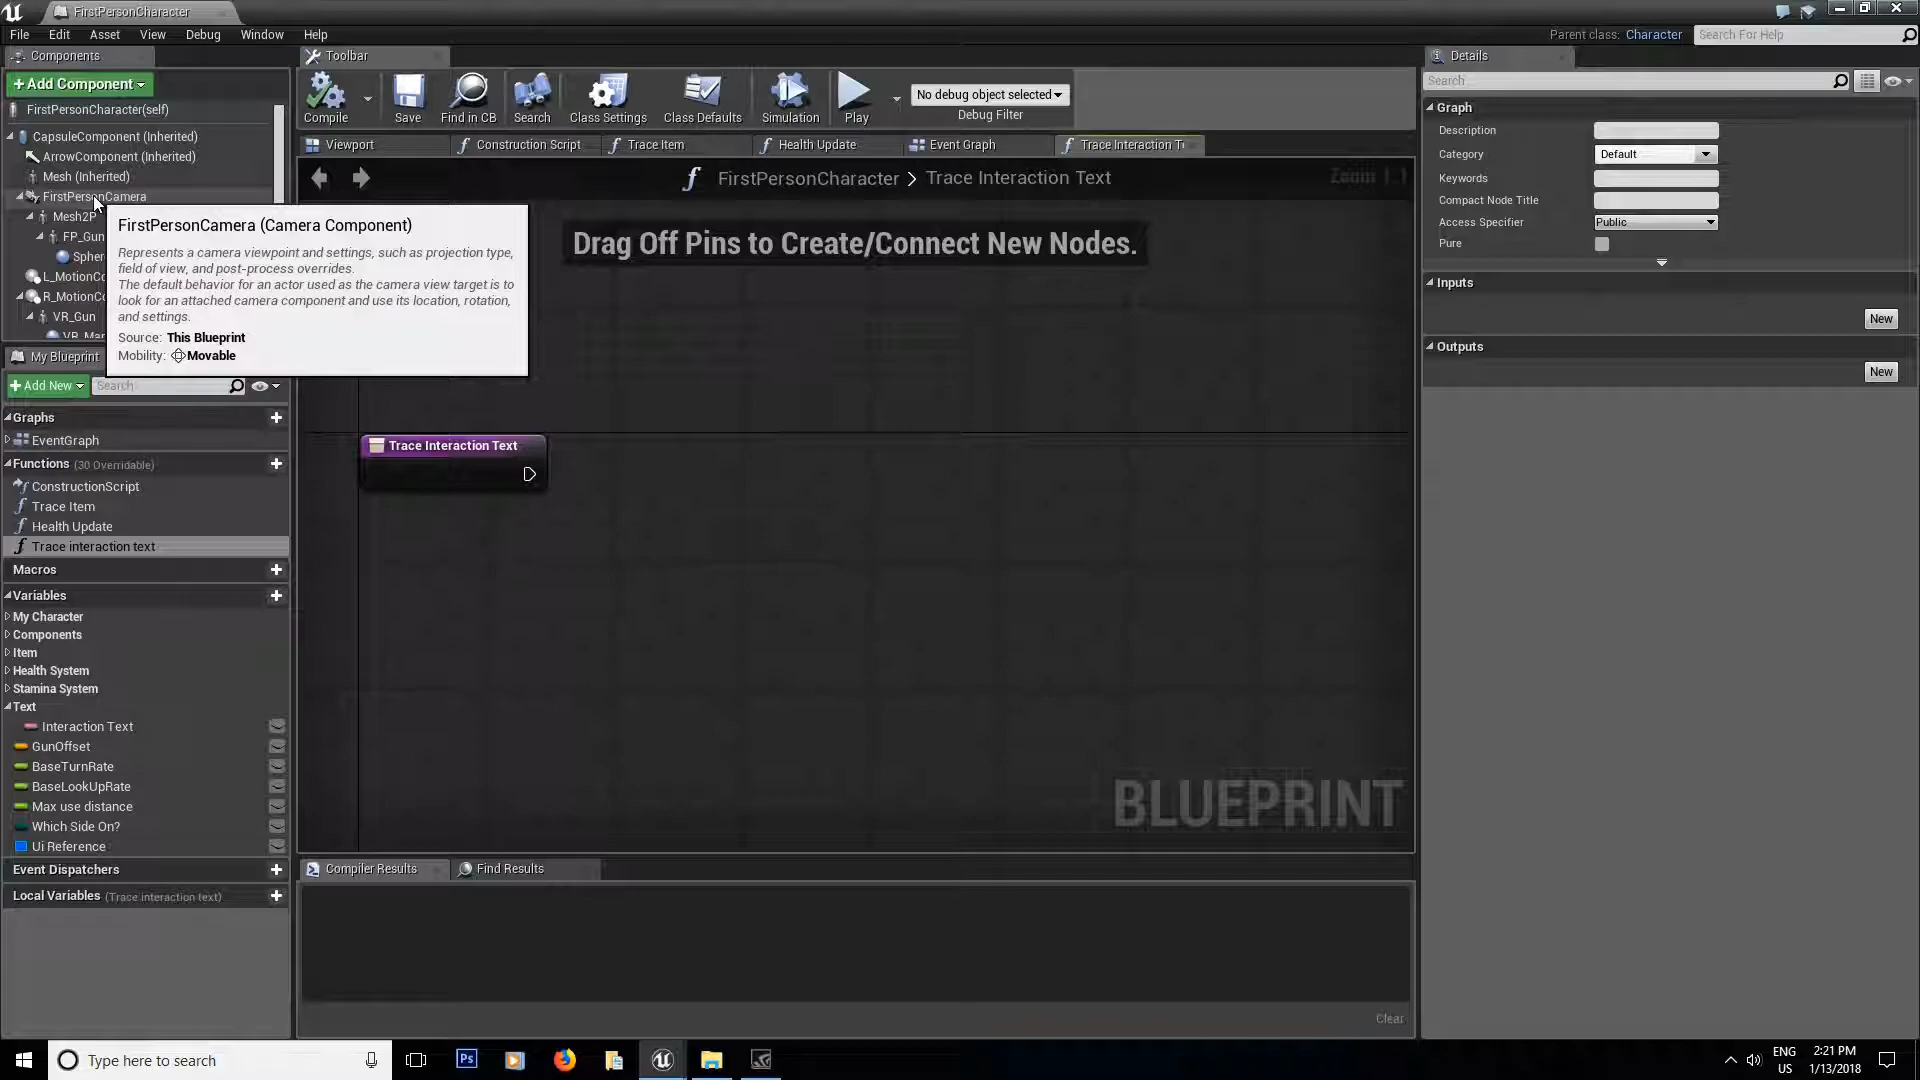 FirstPersonCharacter
File Edit Asset View Debug Window Help
Parent class: Character
Search For Help
Components
Toolbar
Details
+Add Component
Search
FirstPersonCharacter(self)
CapsuleComponent (Inherited)
ArrowComponent (Inherited)
Mesh (Inherited)
FirstPersonCamera
Mesh2P
FP_Gun
Spher
L_MotionCo
R_MotionCo
VR_Gun
FirstPersonCamera (Camera Component)
Represents a camera viewpoint and settings, such as projection type,
field of view, and post-process overrides.
The default behavior for an actor used as the camera view target is to
look for an attached camera component and use its location, rotation,
and settings.
Source: This Blueprint
Mobility: Movable
Compile
Save
Find in CB
Search
Class Settings
Class Defaults
Simulation
Play
No debug object selected
Debug Filter
Viewport
Construction Script
Trace Item
Health Update
Event Graph
Trace Interaction T
FirstPersonCharacter > Trace Interaction Text
Drag Off Pins to Create/Connect New Nodes.
Trace Interaction Text
BLUEPRINT
My Blueprint
+Add New
Search
Graphs
EventGraph
Functions (30 Overridable)
ConstructionScript
Trace Item
Health Update
Trace interaction text
Macros
Variables
My Character
Components
Item
Health System
Stamina System
Text
Interaction Text
GunOffset
BaseTurnRate
BaseLookUpRate
Max use distance
Which Side On?
Ui Reference
Event Dispatchers
Local Variables (Trace interaction text)
Compiler Results
Find Results
Clear
Graph
Description
Category
Default
Keywords
Compact Node Title
Access Specifier
Public
Pure
Inputs
New
Outputs
New
Type here to search
Ps
ENG
US
2:21 PM
1/13/2018